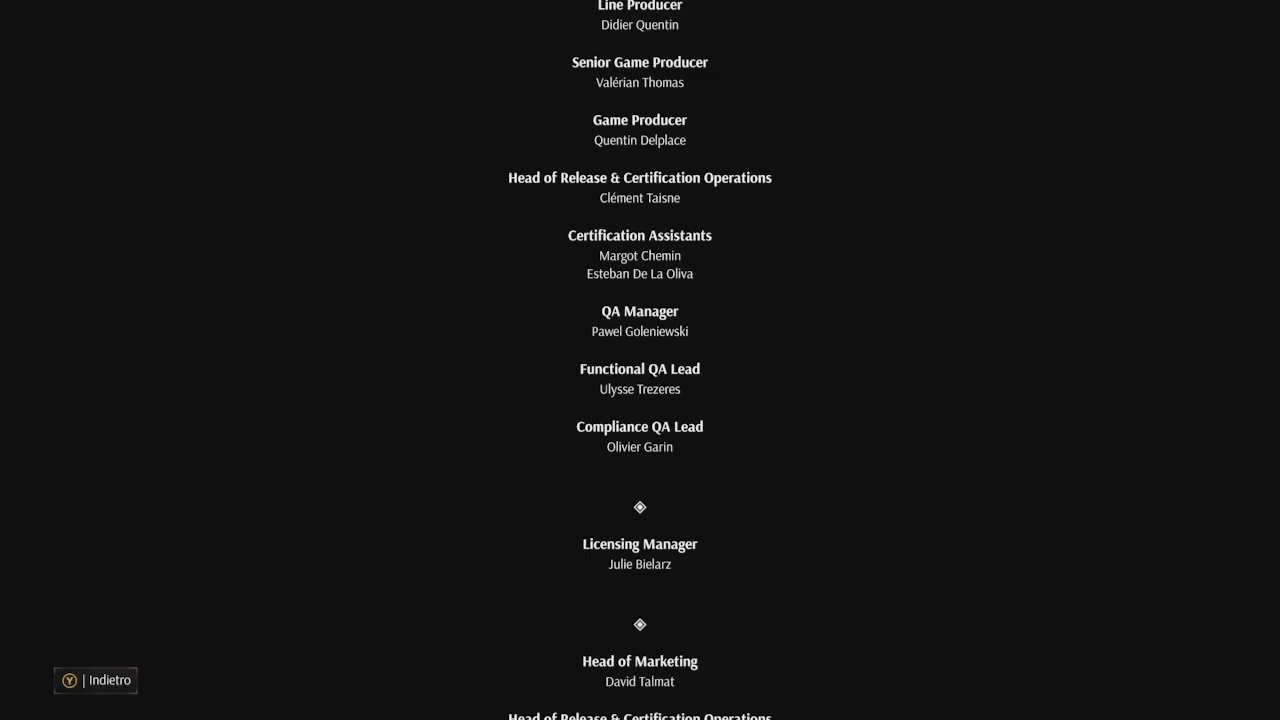 Line Producer
Didier Quentin
Senior Game Producer
Valérian Thomas
Game Producer
Quentin Delplace
Head of Release & Certification Operations
Clément Taisne
Certification Assistants
Margot Chemin
Esteban De La Oliva
QA Manager
Pawel Goleniewski
Functional QA Lead
Ulysse Trezeres
Compliance QA Lead
Olivier Garin
Licensing Manager
Julie Bielarz
Head of Marketing
David Talmat
Y | Indietro
Head of Release & Certification Operations